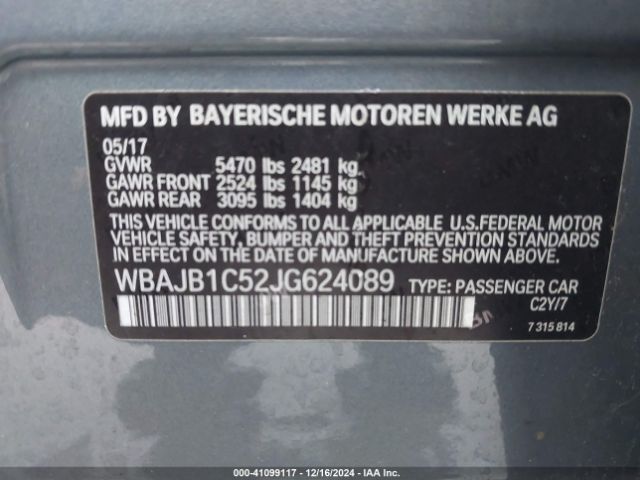 MFD BY BAYERISCHE MOTOREN WERKE AG
05/17
GVWR 5470 lbs 2481 kg
GAWR FRONT 2524 lbs 1145 kg
GAWR REAR 3095 lbs 1404 kg
THIS VEHICLE CONFORMS TO ALL APPLICABLE U.S.FEDERAL MOTOR
VEHICLE SAFETY, BUMPER AND THEFT PREVENTION STANDARDS
IN EFFECT ON THE DATE OF MANUFACTURE SHOWN ABOVE.
WBAJB1C52JG624089 TYPE: PASSENGER CAR
C2Y/7
7 315 814
000-41099117 - 12/16/2024 - IAA Inc.